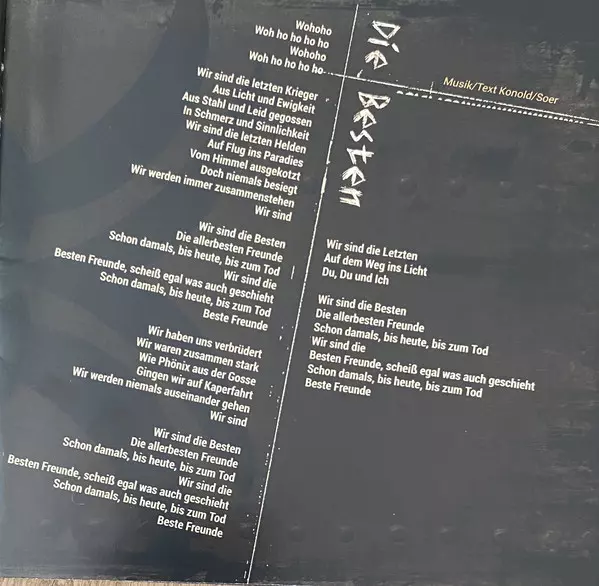 Die Besten
Musik/Text Konold/Soer
Wohoho
Woh ho ho ho ho
Wohoho
Woh ho ho ho ho
Wir sind die letzten Krieger
Aus Licht und Ewigkeit
Aus Stahl und Leid gegossen
In Schmerz und Sinnlichkeit
Wir sind die letzten Helden
Auf Flug ins Paradies
Vom Himmel ausgekotzt
Doch niemals besiegt
Wir werden immer zusammenstehen
Wir sind
Wir sind die Besten
Die allerbesten Freunde
Schon damals, bis heute, bis zum Tod
Wir sind die
Besten Freunde, scheiß egal was auch geschieht
Schon damals, bis heute, bis zum Tod
Beste Freunde
Wir haben uns verbrüdert
Wir waren zusammen stark
Wie Phönix aus der Gosse
Gingen wir auf Kaperfahrt
Wir werden niemals auseinander gehen
Wir sind
Wir sind die Besten
Die allerbesten Freunde
Schon damals, bis heute, bis zum Tod
Wir sind die
Besten Freunde, scheiß egal was auch geschieht
Schon damals, bis heute, bis zum Tod
Beste Freunde
Wir sind die Letzten
Auf dem Weg ins Licht
Du, Du und Ich
Wir sind die Besten
Die allerbesten Freunde
Schon damals, bis heute, bis zum Tod
Wir sind die
Besten Freunde, scheiß egal was auch geschieht
Schon damals, bis heute, bis zum Tod
Beste Freunde